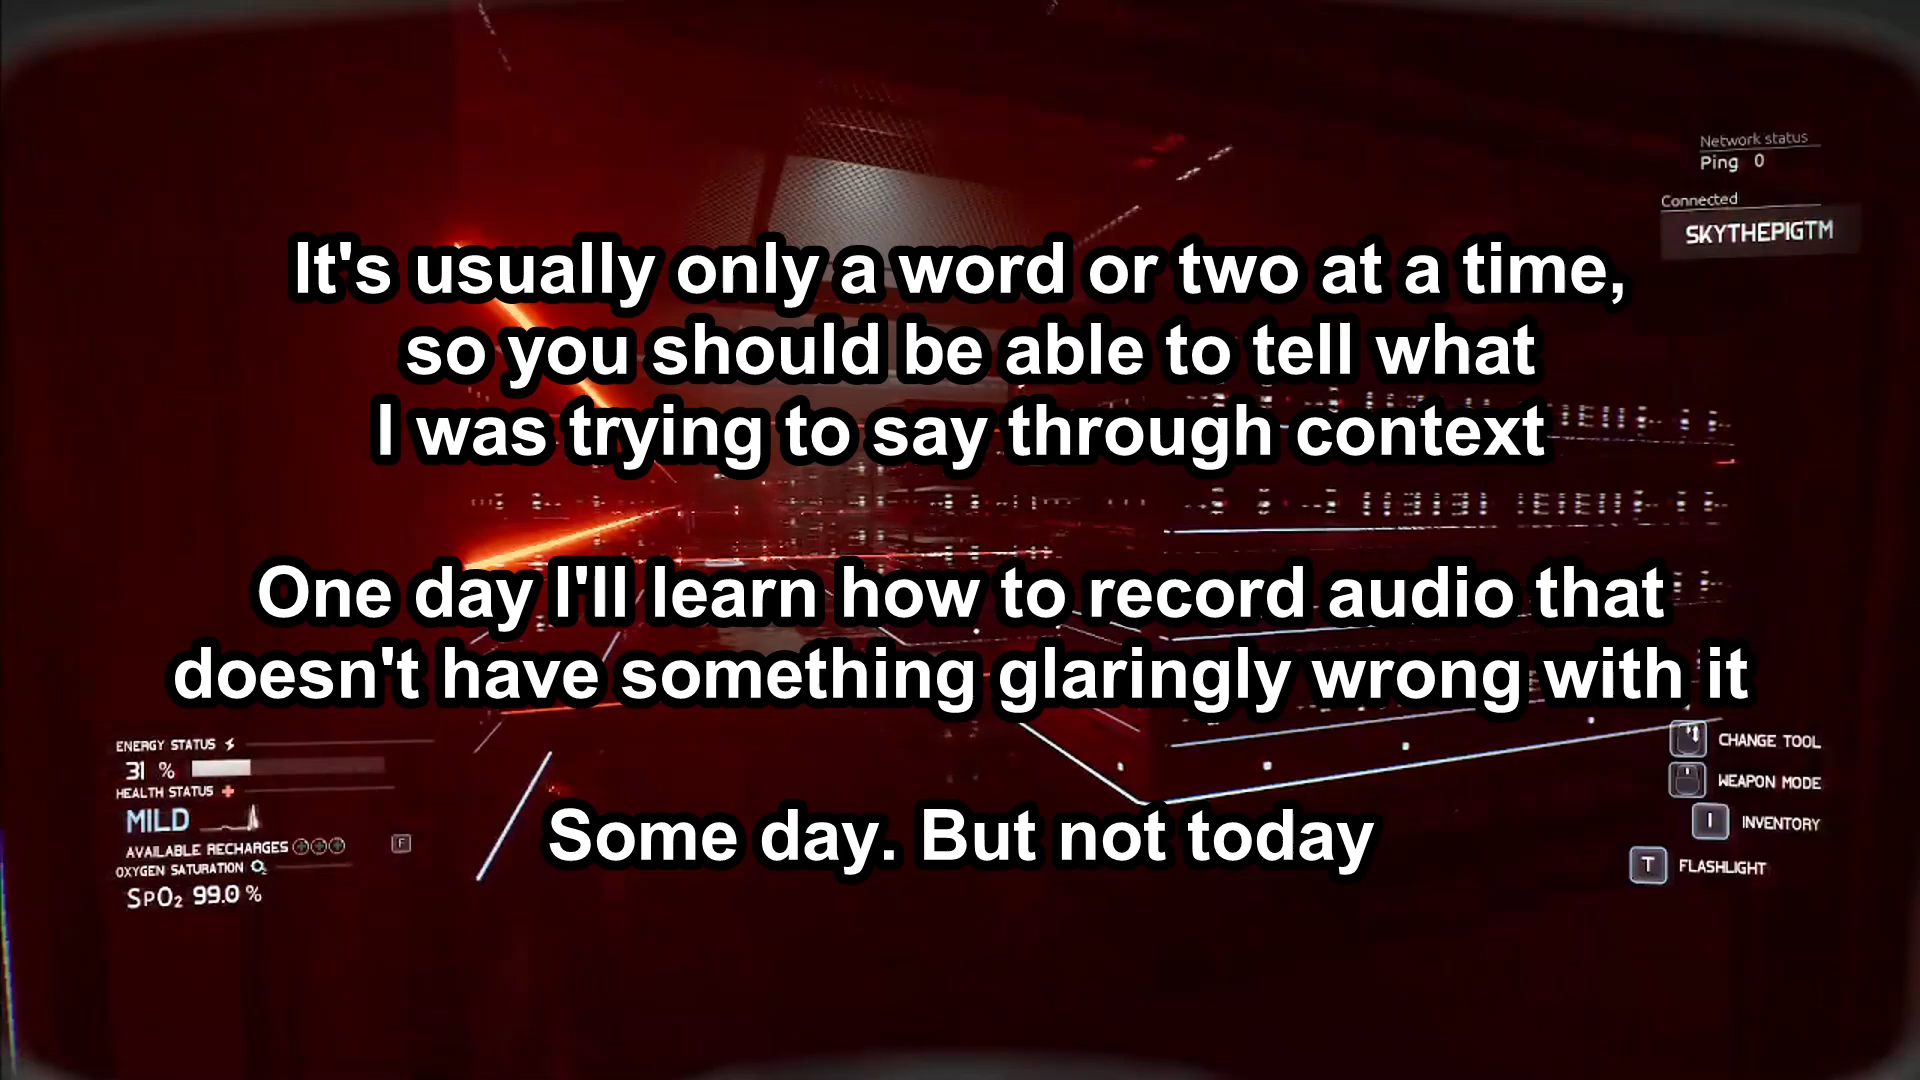 Network status
Ping 0
Connected
SKYTHEPIGTM
It's usually only a word or two at a time,
so you should be able to tell what
I was trying to say through context
One day I'll learn how to record audio that
doesn't have something glaringly wrong with it
Some day. But not today
ENERGY STATUS
31 %
HEALTH STATUS
MILD
AVAILABLE RECHARGES
F
OXYGEN SATURATION O₂
SPO₂ 99.0 %
CHANGE TOOL
WEAPON MODE
I INVENTORY
T FLASHLIGHT